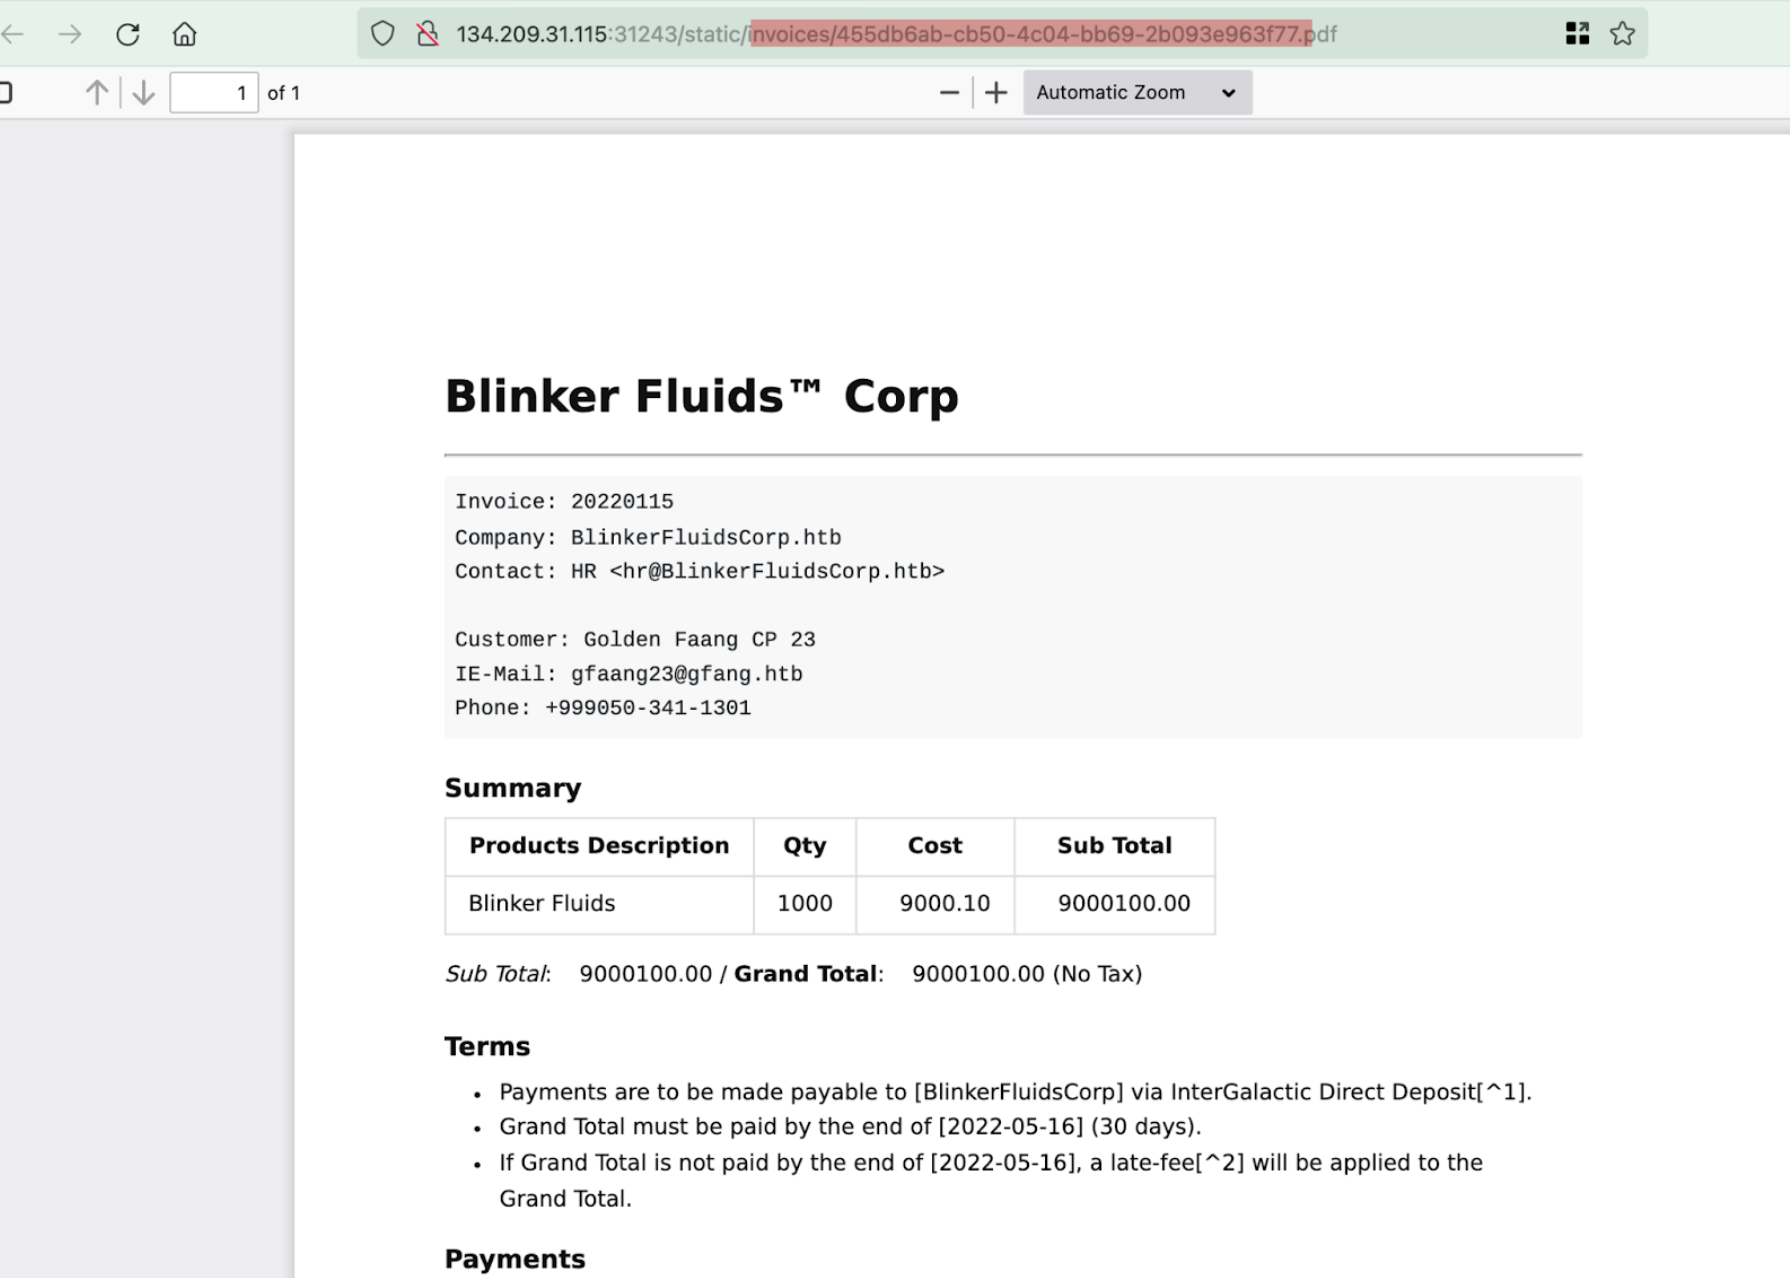 134.209.31.115:31243/static/invoices/455db6ab-cb50-4c04-bb69-2b093e963f77.pdf
1 of 1
Automatic Zoom
Blinker Fluids™ Corp
Invoice: 20220115
Company: BlinkerFluidsCorp.htb
Contact: HR <hr@BlinkerFluidsCorp.htb>
Customer: Golden Faang CP 23
IE-Mail: gfaang23@gfang.htb
Phone: +999050-341-1301
Summary
Products Description Qty Cost Sub Total
Blinker Fluids 1000 9000.10 9000100.00
Sub Total: 9000100.00 / Grand Total: 9000100.00 (No Tax)
Terms
• Payments are to be made payable to [BlinkerFluidsCorp] via InterGalactic Direct Deposit[^1].
• Grand Total must be paid by the end of [2022-05-16] (30 days).
• If Grand Total is not paid by the end of [2022-05-16], a late-fee[^2] will be applied to the
Grand Total.
Payments